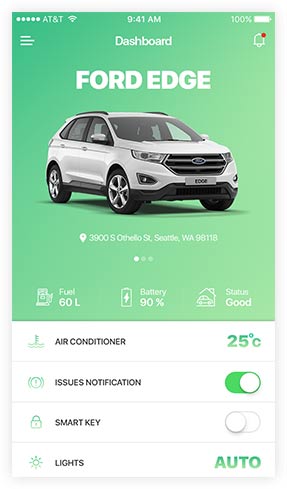 AT&T 9:41 AM 100%
Dashboard
FORD EDGE
EDGE
3900 S Othello St, Seattle, WA 98118
Fuel Battery Status
60 L 90 % Good
AIR CONDITIONER 25°c
ISSUES NOTIFICATION
SMART KEY
LIGHTS AUTO